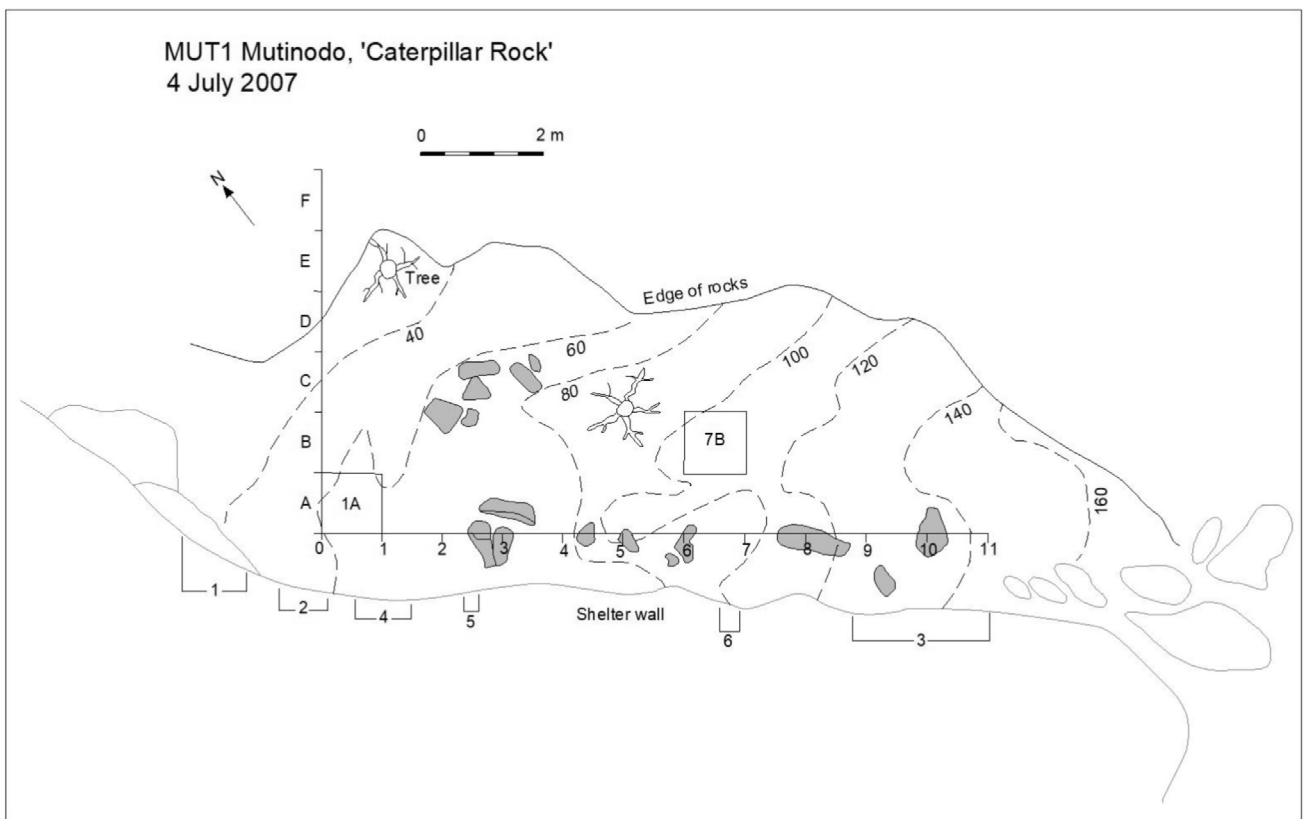 MUT1 Mutinodo, 'Caterpillar Rock'
4 July 2007
0 2 m
N
F
E
Tree
Edge of rocks
D
40
60
100
120
C
80
140
B
7B
A
1A
160
0 1 2 3 4 5 6 7 8 9 10 11
1
2
4
5
Shelter wall
6
3